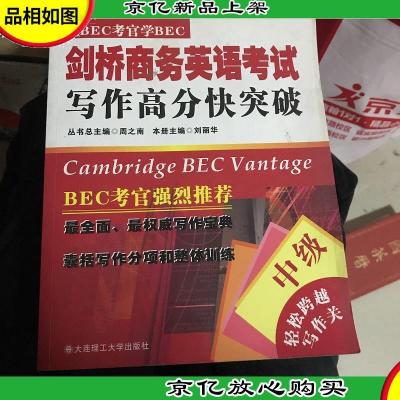 品相如图
京亿新品上架
BEC考官学BEC
剑桥商务英语考试
写作高分快突破
丛书总主编◎周之南 本册主编◎刘丽华
Cambridge BEC Vantage
BEC考官强烈推荐
最全面、最权威写作宝典
囊括写作分项和整体训练
中级
轻松跨越
写作关
大连理工大学出版社
京亿放心购物